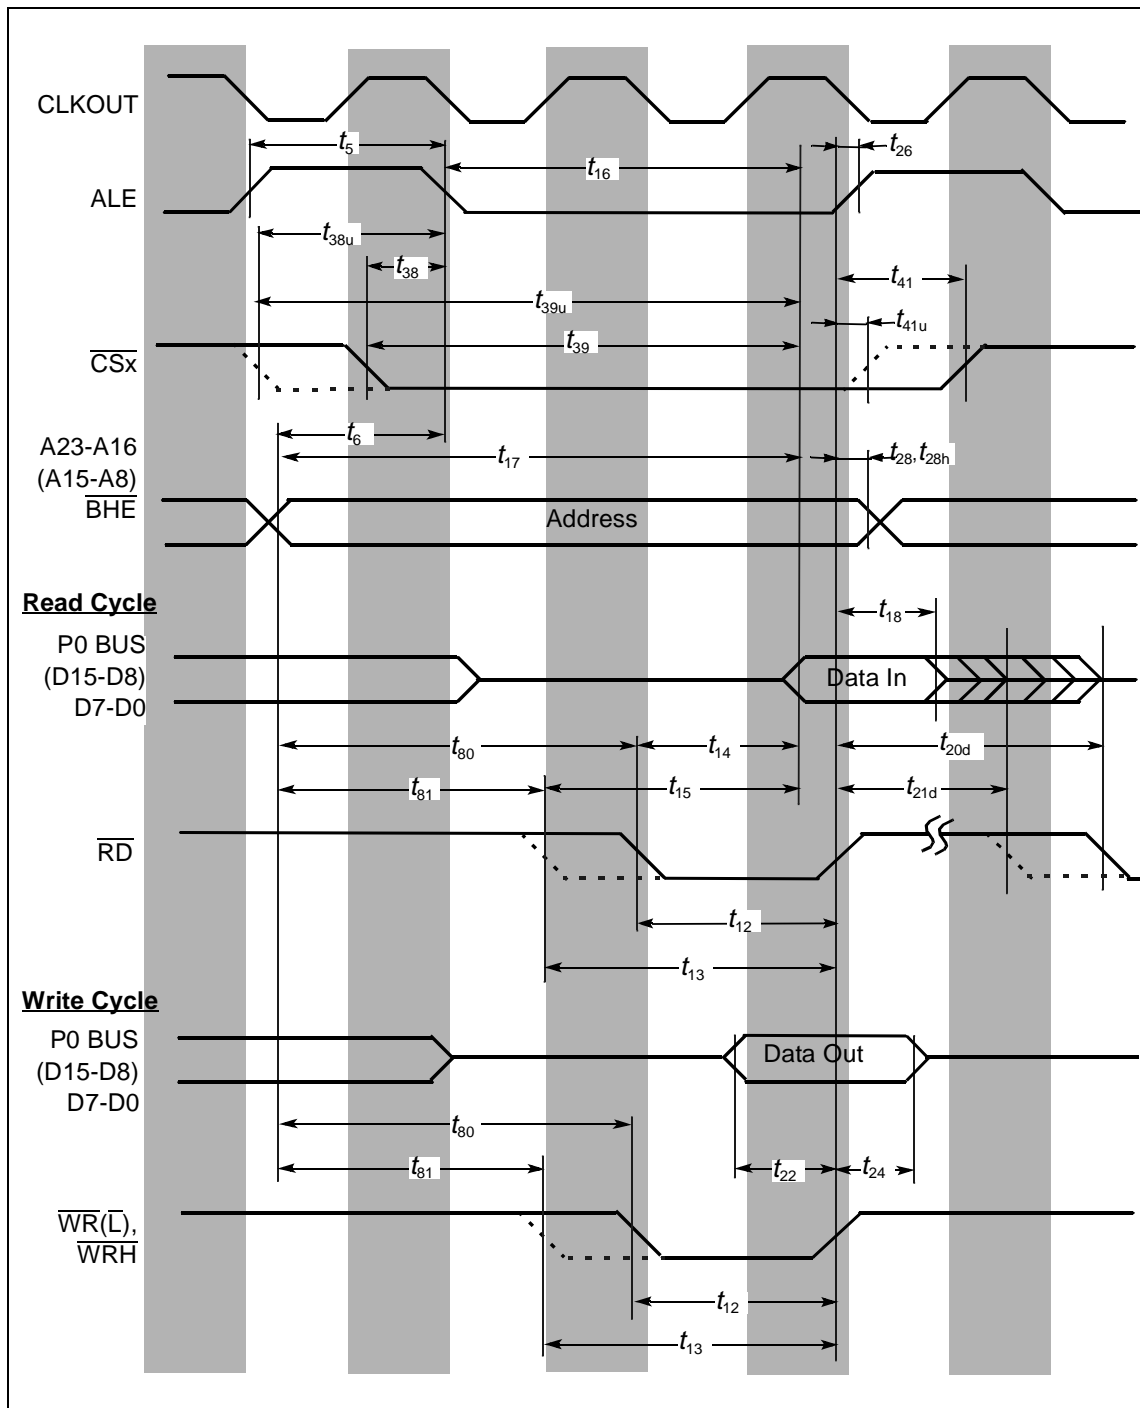 CLKOUT
t5
t26
t16
ALE
t38u
t38
t41
t39u
t41u
t39
CSx
t6
A23-A16
t17
t28, t28h
(A15-A8)
BHE
Address
Read Cycle
t18
P0 BUS
(D15-D8)
Data In
D7-D0
t80
t14
t20d
t81
t15
t21d
RD
t12
t13
Write Cycle
P0 BUS
Data Out
(D15-D8)
D7-D0
t80
t81
t22
t24
WR(L),
WRH
t12
t13